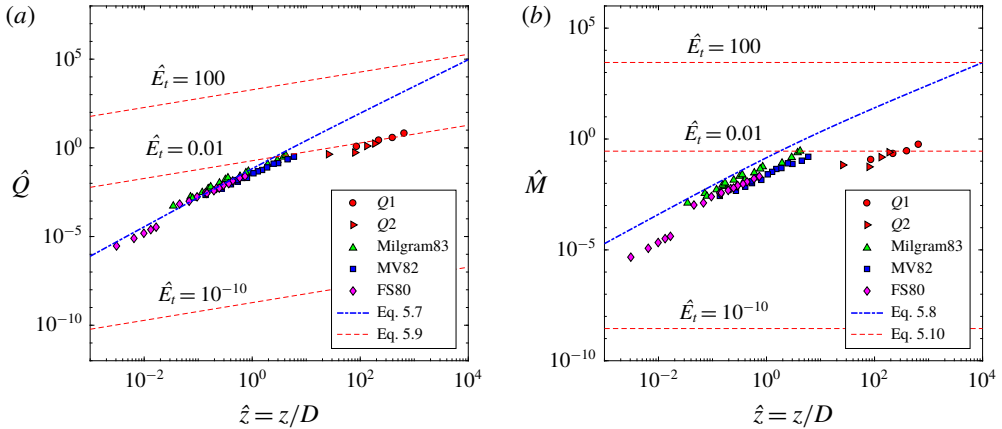 (a)
10^5
10^0
10^−5
10^−10
Q̂
Ê_t = 100
Ê_t = 0.01
Ê_t = 10^−10
Q1
Q2
Milgram83
MV82
FS80
Eq. 5.7
Eq. 5.9
10^−2
10^0
10^2
10^4
ẑ = z/D
(b)
10^5
10^0
10^−5
10^−10
M̂
Ê_t = 100
Ê_t = 0.01
Ê_t = 10^−10
Q1
Q2
Milgram83
MV82
FS80
Eq. 5.8
Eq. 5.10
10^−2
10^0
10^2
10^4
ẑ = z/D